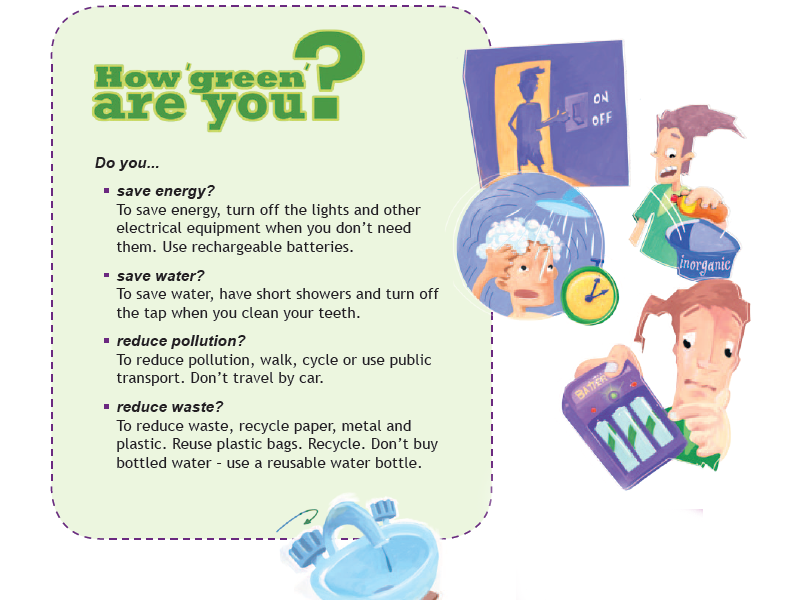 How 'green'
are you?
Do you...
▪ save energy?
To save energy, turn off the lights and other
electrical equipment when you don't need
them. Use rechargeable batteries.
▪ save water?
To save water, have short showers and turn off
the tap when you clean your teeth.
▪ reduce pollution?
To reduce pollution, walk, cycle or use public
transport. Don't travel by car.
▪ reduce waste?
To reduce waste, recycle paper, metal and
plastic. Reuse plastic bags. Recycle. Don't buy
bottled water – use a reusable water bottle.
ON
OFF
inorganic